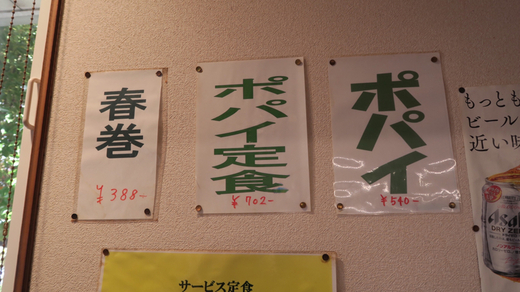 春巻
¥388-
ポパイ定食
¥702-
ポパイ
¥540-
もっとも
ビール
近い味
Asahi
DRY ZERO
サービス定食